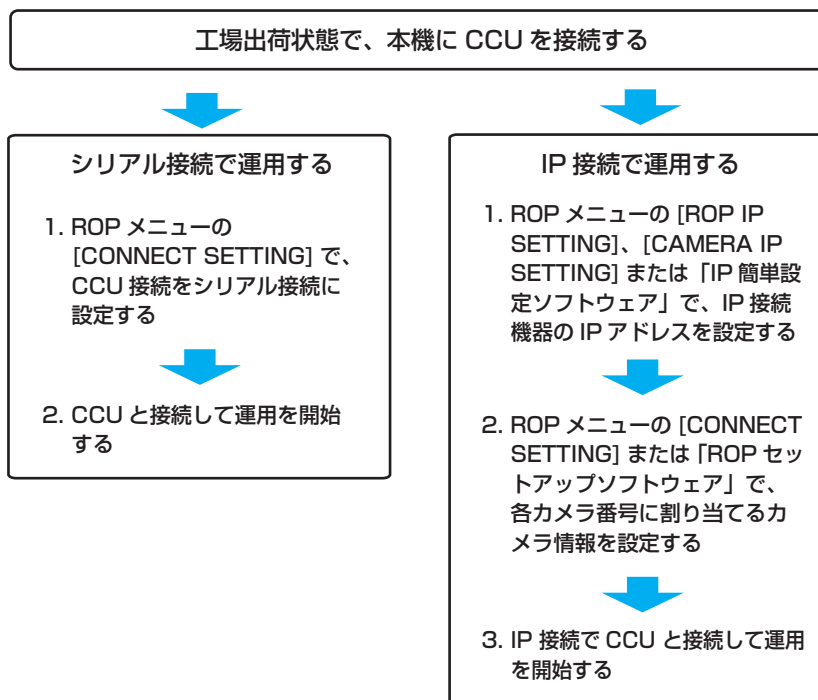 工場出荷状態で、本機に CCU を接続する
シリアル接続で運用する
1. ROP メニューの
[CONNECT SETTING] で、
CCU 接続をシリアル接続に
設定する
2. CCU と接続して運用を開始
する
IP 接続で運用する
1. ROP メニューの [ROP IP
SETTING]、[CAMERA IP
SETTING] または「IP 簡単設
定ソフトウェア」で、IP 接続
機器の IP アドレスを設定する
2. ROP メニューの [CONNECT
SETTING] または「ROP セッ
トアップソフトウェア」で、
各カメラ番号に割り当てるカ
メラ情報を設定する
3. IP 接続で CCU と接続して運用
を開始する